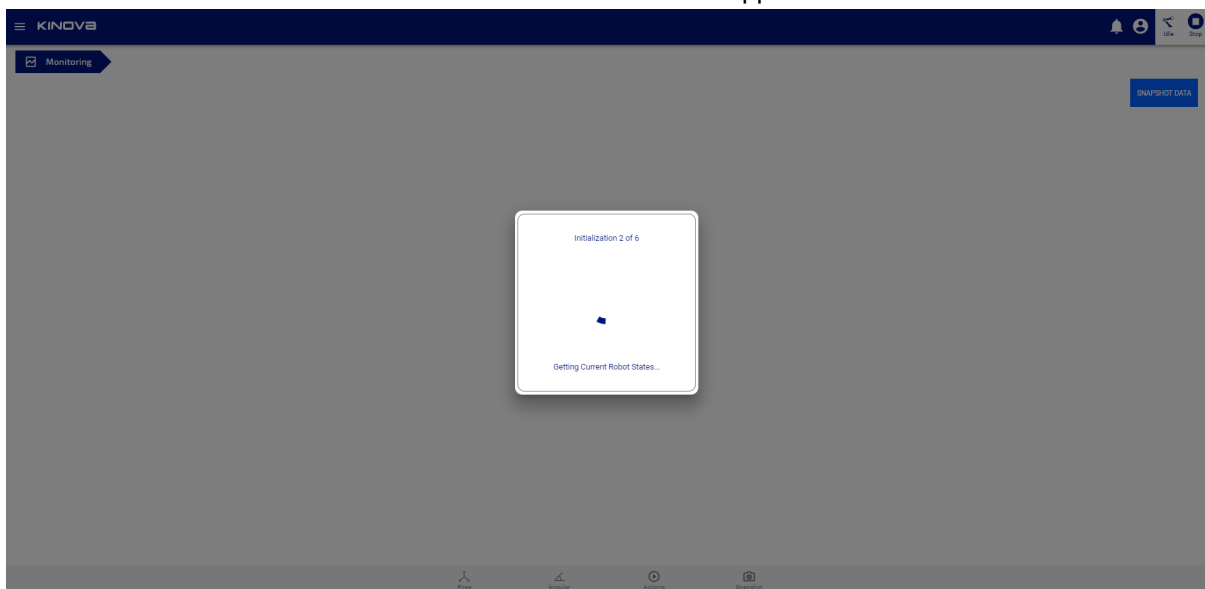 KINOVA
Idle
Stop
Monitoring
SNAPSHOT DATA
Initialization 2 of 6
Getting Current Robot States...
Pose
Angular
Actions
Snapshot